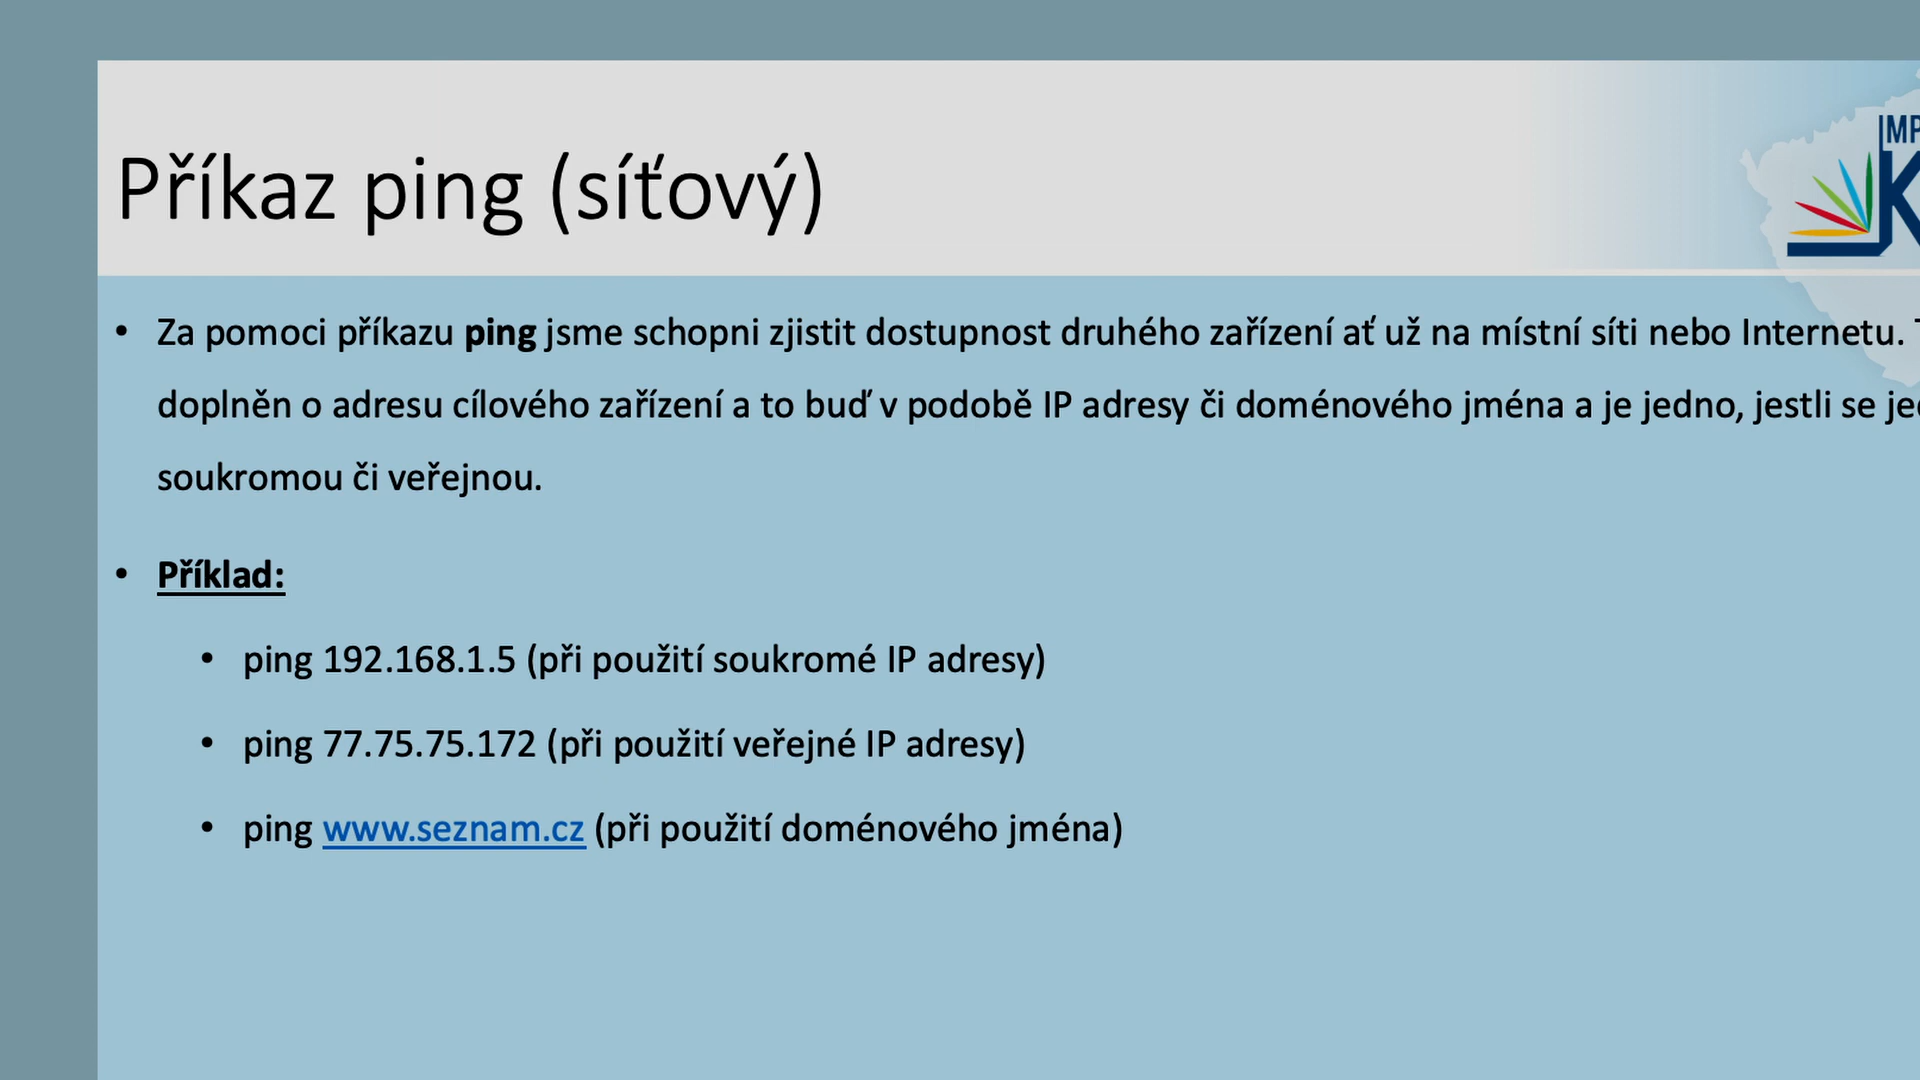 IMP
Příkaz ping (síťový)
K
• Za pomoci příkazu ping jsme schopni zjistit dostupnost druhého zařízení ať už na místní síti nebo Internetu.
doplněn o adresu cílového zařízení a to buď v podobě IP adresy či doménového jména a je jedno, jestli se
soukromou či veřejnou.
• Příklad:
• ping 192.168.1.5 (při použití soukromé IP adresy)
• ping 77.75.75.172 (při použití veřejné IP adresy)
• ping www.seznam.cz (při použití doménového jména)